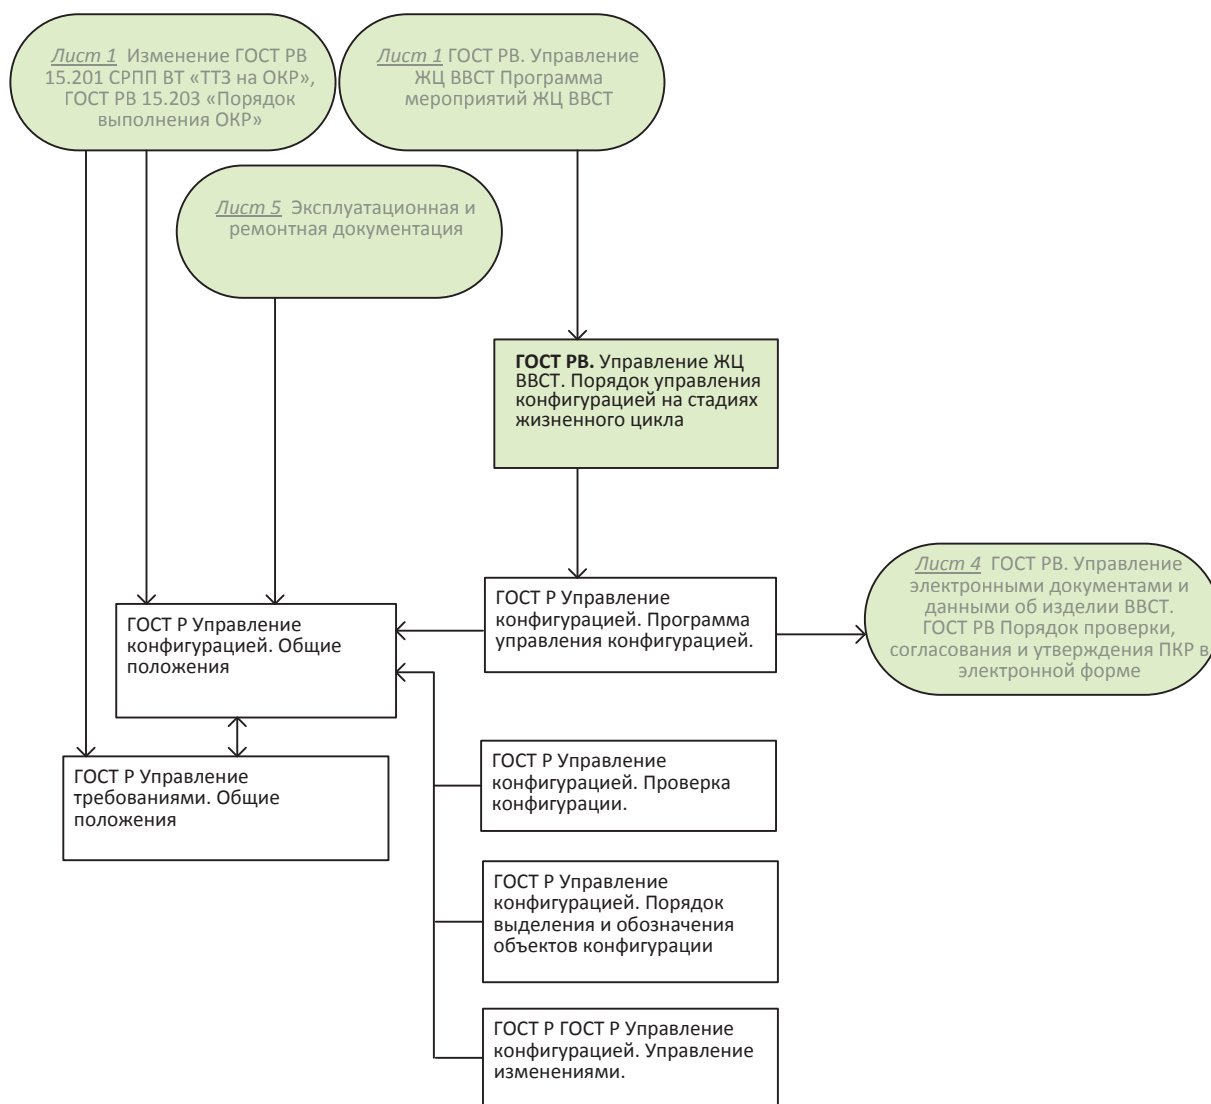 Лист 1 Изменение ГОСТ РВ
15.201 СРПП ВТ «ТТЗ на ОКР»,
ГОСТ РВ 15.203 «Порядок
выполнения ОКР»
Лист 1 ГОСТ РВ. Управление
ЖЦ ВВСТ Программа
мероприятий ЖЦ ВВСТ
Лист 5 Эксплуатационная и
ремонтная документация
ГОСТ РВ. Управление ЖЦ
ВВСТ. Порядок управления
конфигурацией на стадиях
жизненного цикла
Лист 4 ГОСТ РВ. Управление
электронными документами и
данными об изделии ВВСТ.
ГОСТ РВ Порядок проверки,
согласования и утверждения ПКР в
электронной форме
ГОСТ Р Управление
конфигурацией. Программа
управления конфигурацией.
ГОСТ Р Управление
конфигурацией. Общие
положения
ГОСТ Р Управление
требованиями. Общие
положения
ГОСТ Р Управление
конфигурацией. Проверка
конфигурации.
ГОСТ Р Управление
конфигурацией. Порядок
выделения и обозначения
объектов конфигурации
ГОСТ Р ГОСТ Р Управление
конфигурацией. Управление
изменениями.